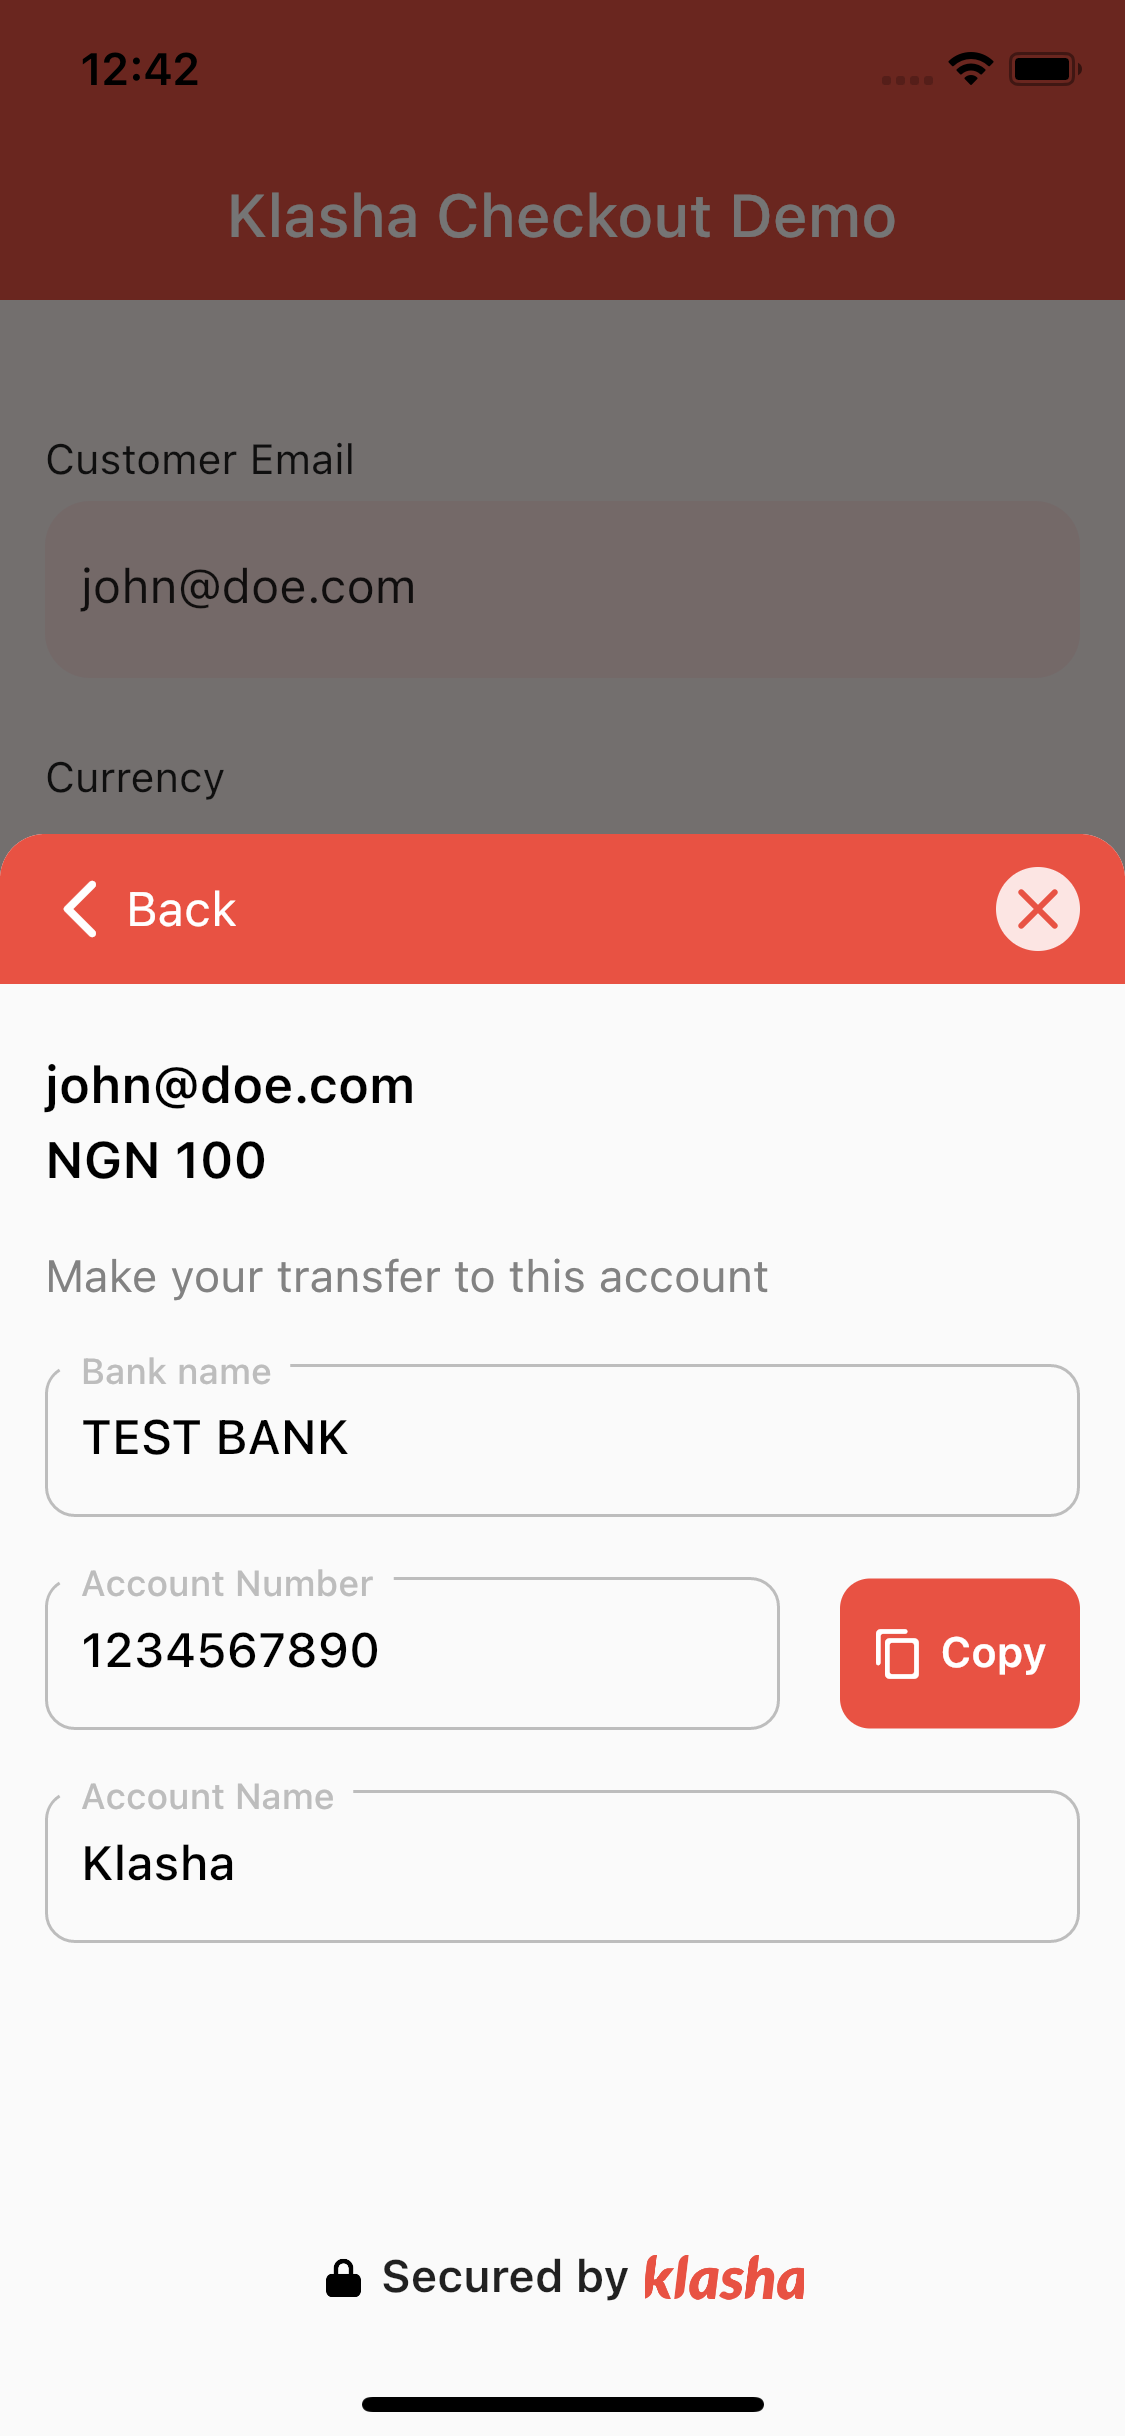 12:42
Klasha Checkout Demo
Customer Email
john@doe.com
Currency
Back
john@doe.com
NGN 100
Make your transfer to this account
Bank name
TEST BANK
Account Number
1234567890
Copy
Account Name
Klasha
Secured by klasha